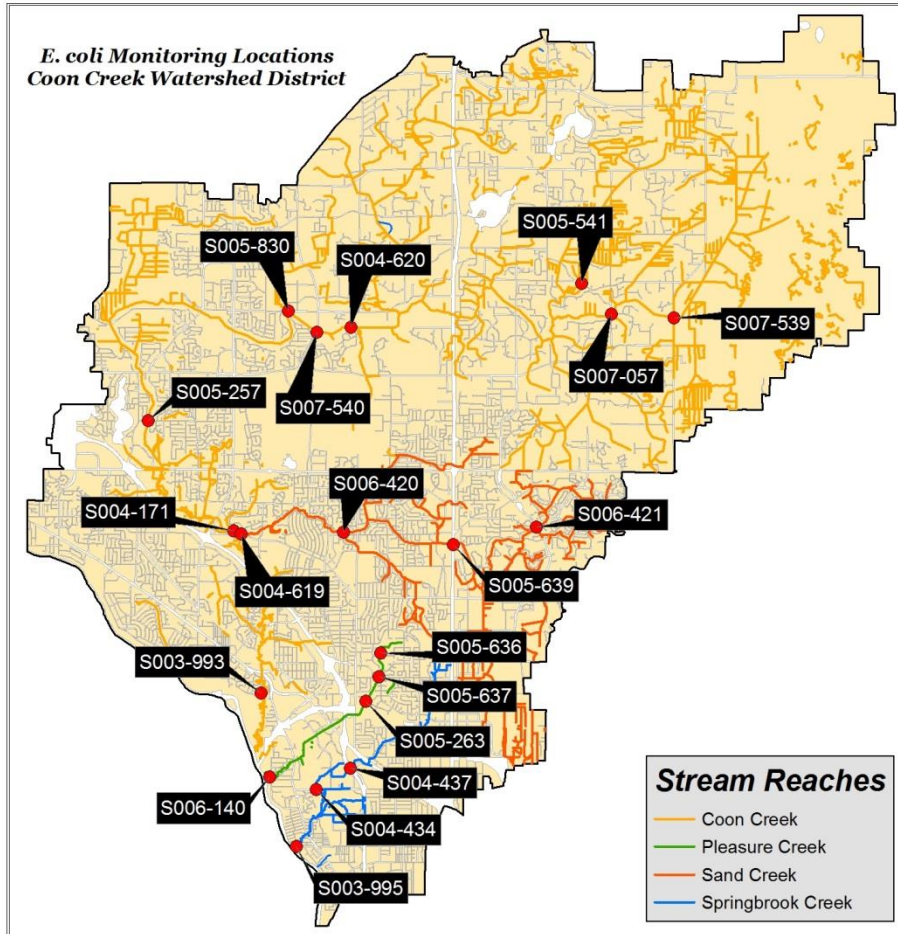 E. coli Monitoring Locations
Coon Creek Watershed District
S005-541
S005-830
S004-620
S007-539
S007-057
S007-540
S005-257
S006-420
S006-421
S004-171
S004-619
S005-639
S005-636
S003-993
S005-637
S005-263
S004-437
S006-140
S004-434
S003-995
Stream Reaches
Coon Creek
Pleasure Creek
Sand Creek
Springbrook Creek